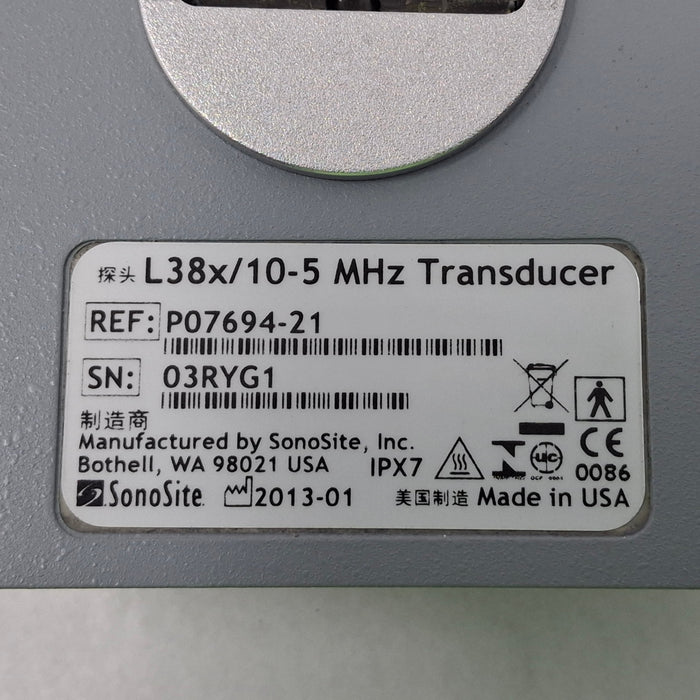 探头 L38x/10-5 MHz Transducer
REF: P07694-21
SN: 03RYG1
制造商
Manufactured by SonoSite, Inc.
Bothell, WA 98021 USA IPX7
CE 0086
SonoSite 2013-01 美国制造 Made in USA